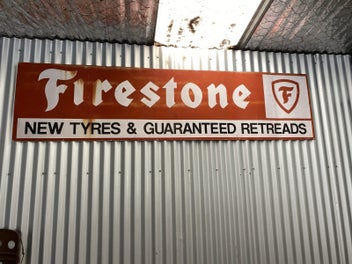 Firestone F
NEW TYRES & GUARANTEED RETREADS